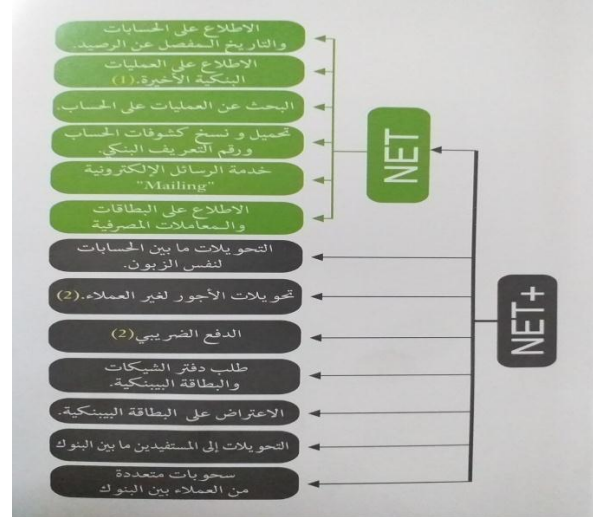 الاطلاع على الحسابات
والتاريخ المفصل عن الرصيد.
الاطلاع على العمليات
البنكية الأخيرة.(1)
البحث عن العمليات على الحساب.
تحميل و نسخ كشوفات الحساب
ورقم التعريف البنكي.
خدمة الرسائل الإلكترونية
"Mailing"
الاطلاع على البطاقات
والمعاملات المصرفية
NET
التحويلات ما بين الحسابات
لنفس الزبون.
تحويلات الأجور لغير العملاء.(2)
الدفع الضريبي(2)
طلب دفتر الشيكات
والبطاقة البيبنكية.
الاعتراض على البطاقة البيبنكية.
التحويلات إلى المستفيدين ما بين البنوك
سحوبات متعددة
من العملاء بين البنوك
NET+